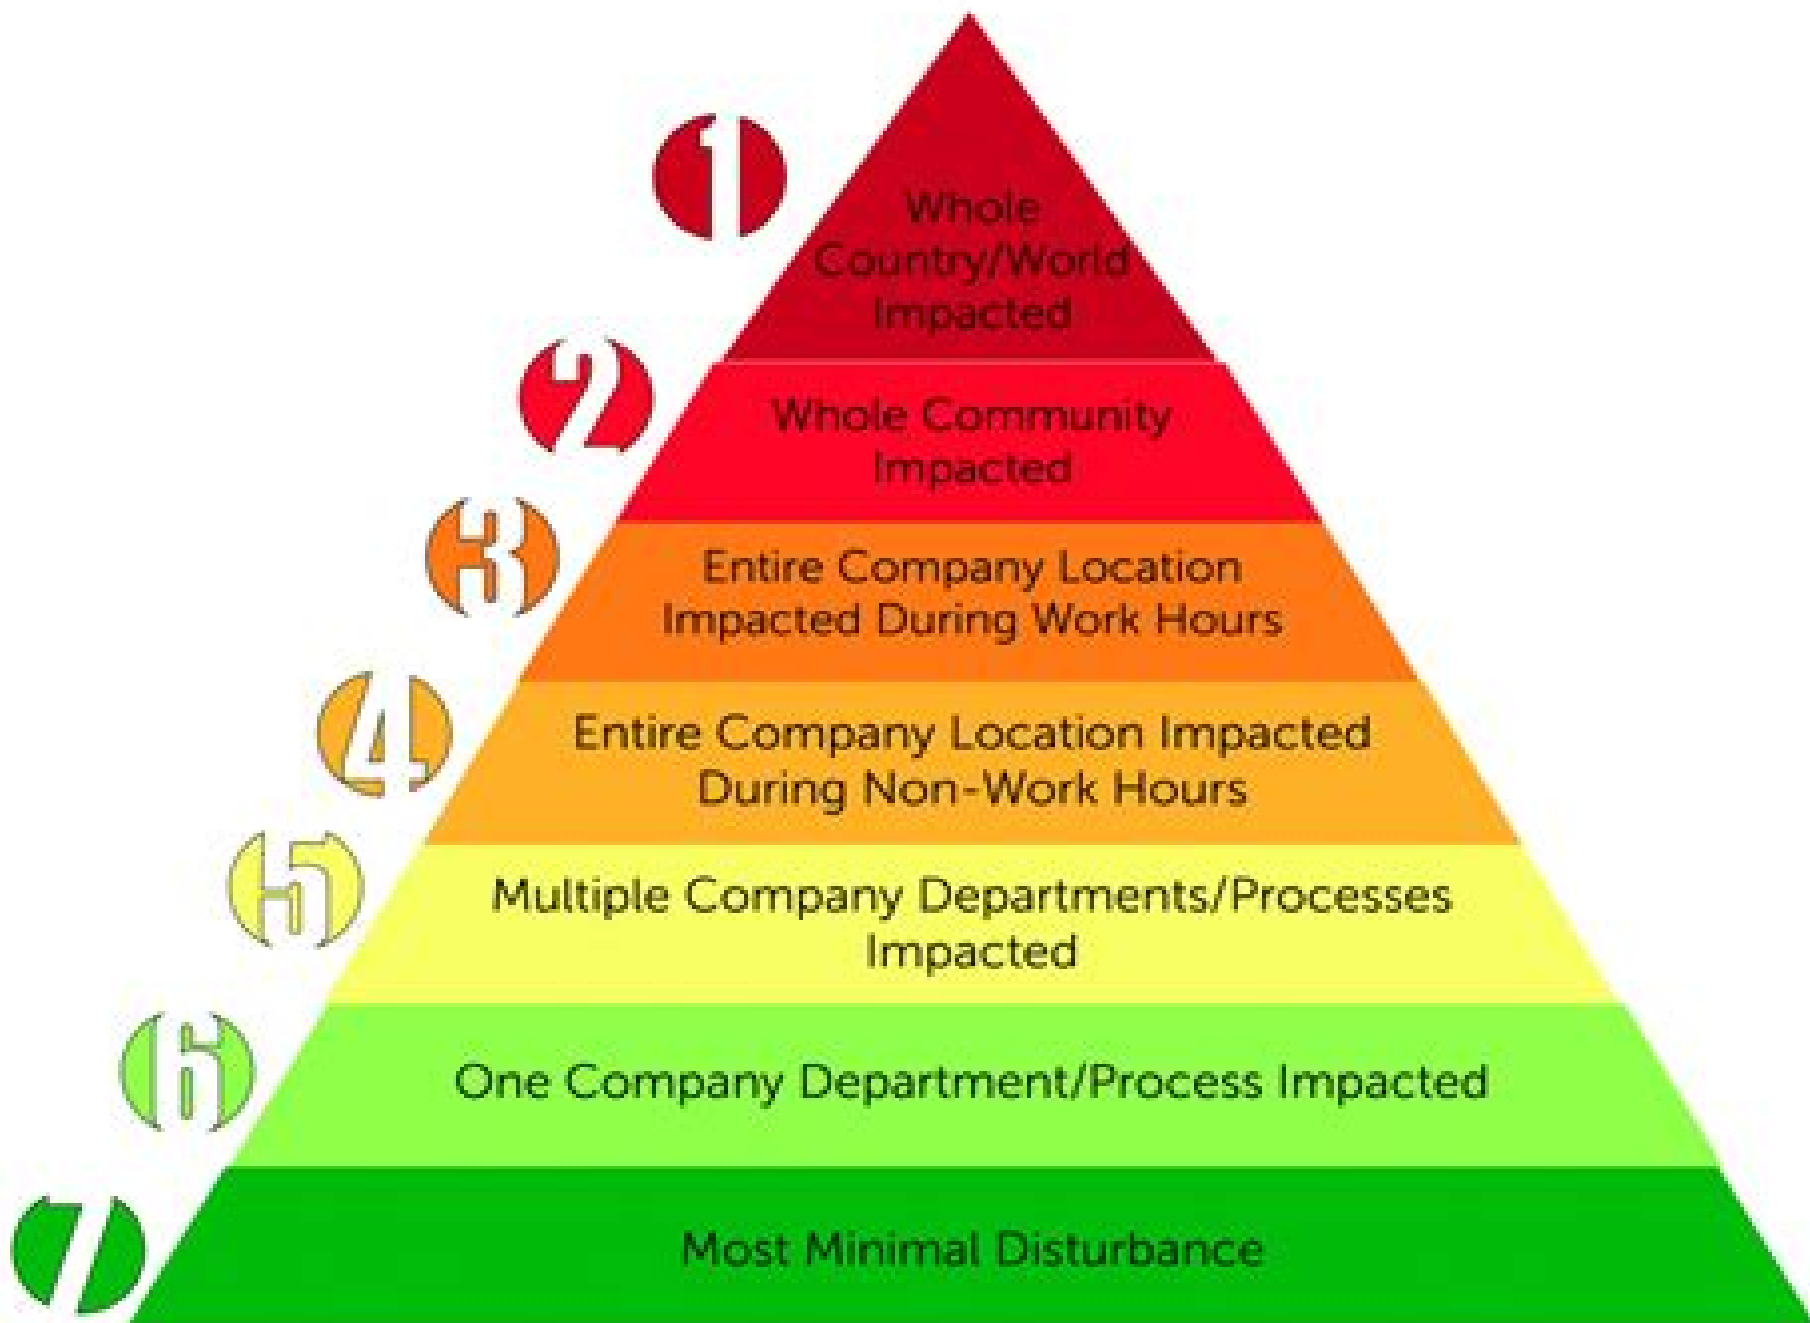 1
Whole
Country/World
Impacted
2
Whole Community
Impacted
3
Entire Company Location
Impacted During Work Hours
4
Entire Company Location Impacted
During Non-Work Hours
5
Multiple Company Departments/Processes
Impacted
6
One Company Department/Process Impacted
7
Most Minimal Disturbance